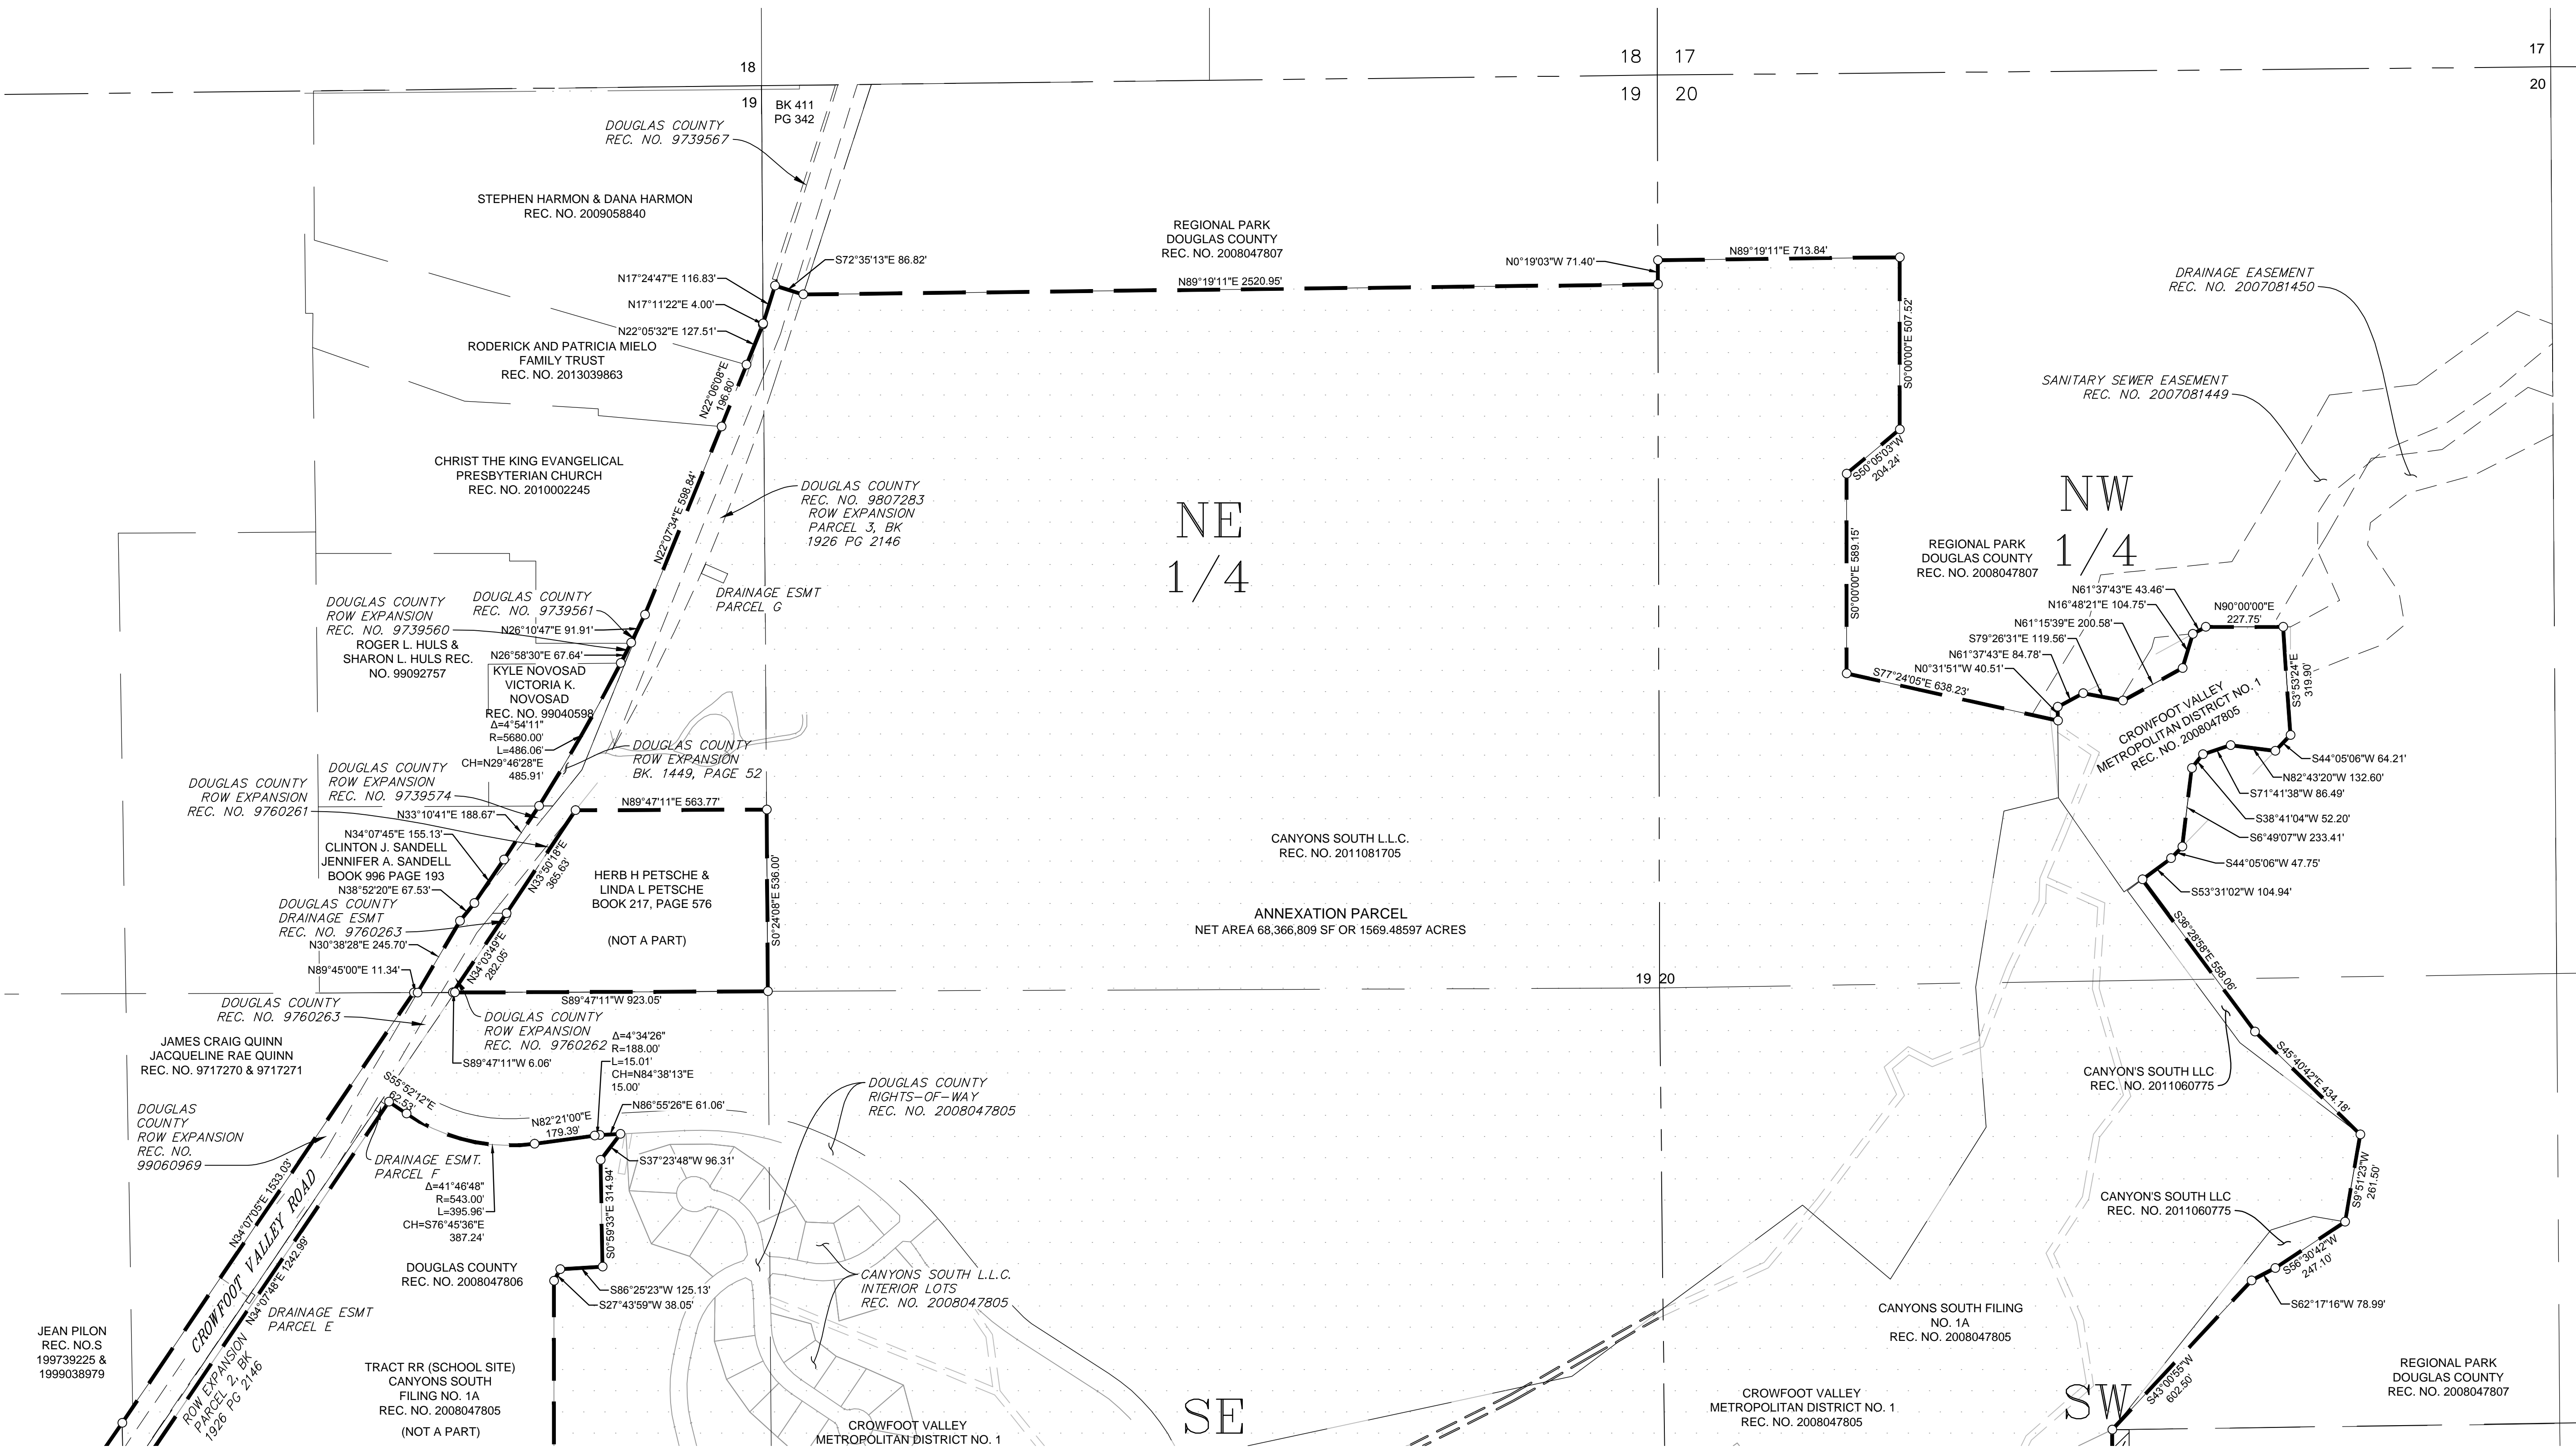 18
18
17
17
19
19
20
20
BK 411
PG 342
DOUGLAS COUNTY
REC. NO. 9739567
STEPHEN HARMON & DANA HARMON
REC. NO. 2009058840
REGIONAL PARK
DOUGLAS COUNTY
REC. NO. 2008047807
S72°35'13"E 86.82'
N17°24'47"E 116.83'
N17°11'22"E 4.00'
N22°05'32"E 127.51'
N89°19'11"E 2520.95'
N0°19'03"W 71.40'
N89°19'11"E 713.84'
S0°00'00"E 507.52'
DRAINAGE EASEMENT
REC. NO. 2007081450
SANITARY SEWER EASEMENT
REC. NO. 2007081449
RODERICK AND PATRICIA MIELO
FAMILY TRUST
REC. NO. 2013039863
N22°06'08"E
196.80'
S50°05'03"W
204.24'
CHRIST THE KING EVANGELICAL
PRESBYTERIAN CHURCH
REC. NO. 2010002245
N22°07'34"E 598.84'
DOUGLAS COUNTY
REC. NO. 9807283
ROW EXPANSION
PARCEL 3, BK
1926 PG 2146
NE
1/4
NW
1/4
REGIONAL PARK
DOUGLAS COUNTY
REC. NO. 2008047807
S0°00'00"E 589.15'
DRAINAGE ESMT
PARCEL G
DOUGLAS COUNTY
ROW EXPANSION
REC. NO. 9739560
DOUGLAS COUNTY
REC. NO. 9739561
N26°10'47"E 91.91'
ROGER L. HULS &
SHARON L. HULS REC.
NO. 99092757
N26°58'30"E 67.64'
KYLE NOVOSAD
VICTORIA K.
NOVOSAD
REC. NO. 99040598
Δ=4°54'11"
R=5680.00'
L=486.06'
CH=N29°46'28"E
485.91'
N61°37'43"E 43.46'
N16°48'21"E 104.75'
N61°15'39"E 200.58'
S79°26'31"E 119.56'
N61°37'43"E 84.78'
N0°31'51"W 40.51'
N90°00'00"E
227.75'
S77°24'05"E 638.23'
S3°53'24"E
319.90'
CROWFOOT VALLEY
METROPOLITAN DISTRICT NO. 1
REC. NO. 2008047805
S44°05'06"W 64.21'
N82°43'20"W 132.60'
S71°41'38"W 86.49'
S38°41'04"W 52.20'
S6°49'07"W 233.41'
S44°05'06"W 47.75'
S53°31'02"W 104.94'
DOUGLAS COUNTY
ROW EXPANSION
BK. 1449, PAGE 52
DOUGLAS COUNTY
ROW EXPANSION
REC. NO. 9760261
DOUGLAS COUNTY
ROW EXPANSION
REC. NO. 9739574
N33°10'41"E 188.67'
N89°47'11"E 563.77'
N34°07'45"E 155.13'
CLINTON J. SANDELL
JENNIFER A. SANDELL
BOOK 996 PAGE 193
N38°52'20"E 67.53'
N33°50'18"E
365.63'
HERB H PETSCHE &
LINDA L PETSCHE
BOOK 217, PAGE 576
(NOT A PART)
S0°24'08"E 536.00'
CANYONS SOUTH L.L.C.
REC. NO. 2011081705
ANNEXATION PARCEL
NET AREA 68,366,809 SF OR 1569.48597 ACRES
DOUGLAS COUNTY
DRAINAGE ESMT
REC. NO. 9760263
N30°38'28"E 245.70'
N89°45'00"E 11.34'
N34°03'49"E
282.05'
S89°47'11"W 923.05'
19 20
S36°28'58"E 558.06'
DOUGLAS COUNTY
REC. NO. 9760263
DOUGLAS COUNTY
ROW EXPANSION
REC. NO. 9760262
S89°47'11"W 6.06'
Δ=4°34'26"
R=188.00'
L=15.01'
CH=N84°38'13"E
15.00'
JAMES CRAIG QUINN
JACQUELINE RAE QUINN
REC. NO. 9717270 & 9717271
S55°52'12"E
62.53'
N82°21'00"E
179.39'
N86°55'26"E 61.06'
DOUGLAS COUNTY
RIGHTS-OF-WAY
REC. NO. 2008047805
CANYON'S SOUTH LLC
REC. NO. 2011060775
S45°40'42"E 434.18'
DOUGLAS
COUNTY
ROW EXPANSION
REC. NO.
99060969
DRAINAGE ESMT.
PARCEL F
Δ=41°46'48"
R=543.00'
L=395.96'
CH=S76°45'36"E
387.24'
S37°23'48"W 96.31'
S0°59'33"E 314.94'
N34°07'05"E 1533.03'
CROWFOOT VALLEY ROAD
N34°07'48"E 1242.99'
DOUGLAS COUNTY
REC. NO. 2008047806
S86°25'23"W 125.13'
S27°43'59"W 38.05'
CANYONS SOUTH L.L.C.
INTERIOR LOTS
REC. NO. 2008047805
CANYON'S SOUTH LLC
REC. NO. 2011060775
S9°51'23"W
261.50'
S56°30'42"W
247.10'
S62°17'16"W 78.99'
DRAINAGE ESMT
PARCEL E
JEAN PILON
REC. NO.S
199739225 &
1999038979
ROW EXPANSION
PARCEL 2, BK
1926 PG 2146
TRACT RR (SCHOOL SITE)
CANYONS SOUTH
FILING NO. 1A
REC. NO. 2008047805
(NOT A PART)
CANYONS SOUTH FILING
NO. 1A
REC. NO. 2008047805
S43°00'55"W
602.50'
REGIONAL PARK
DOUGLAS COUNTY
REC. NO. 2008047807
CROWFOOT VALLEY
METROPOLITAN DISTRICT NO. 1
SE
CROWFOOT VALLEY
METROPOLITAN DISTRICT NO. 1
REC. NO. 2008047805
SW